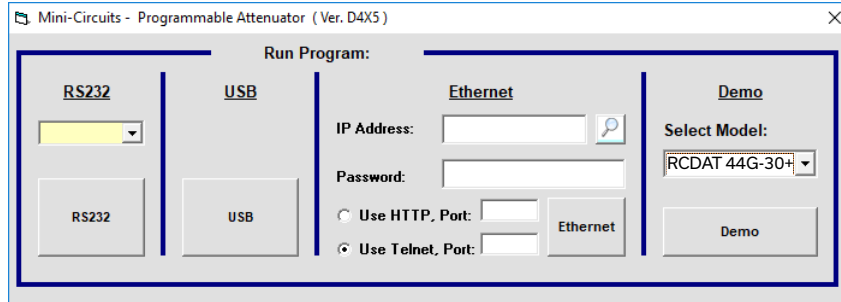 Mini-Circuits - Programmable Attenuator ( Ver. D4X5 )
Run Program:
RS232
RS232
USB
USB
Ethernet
IP Address:
Password:
Use HTTP, Port:
Use Telnet, Port:
Ethernet
Demo
Select Model:
RCDAT 44G-30+
Demo